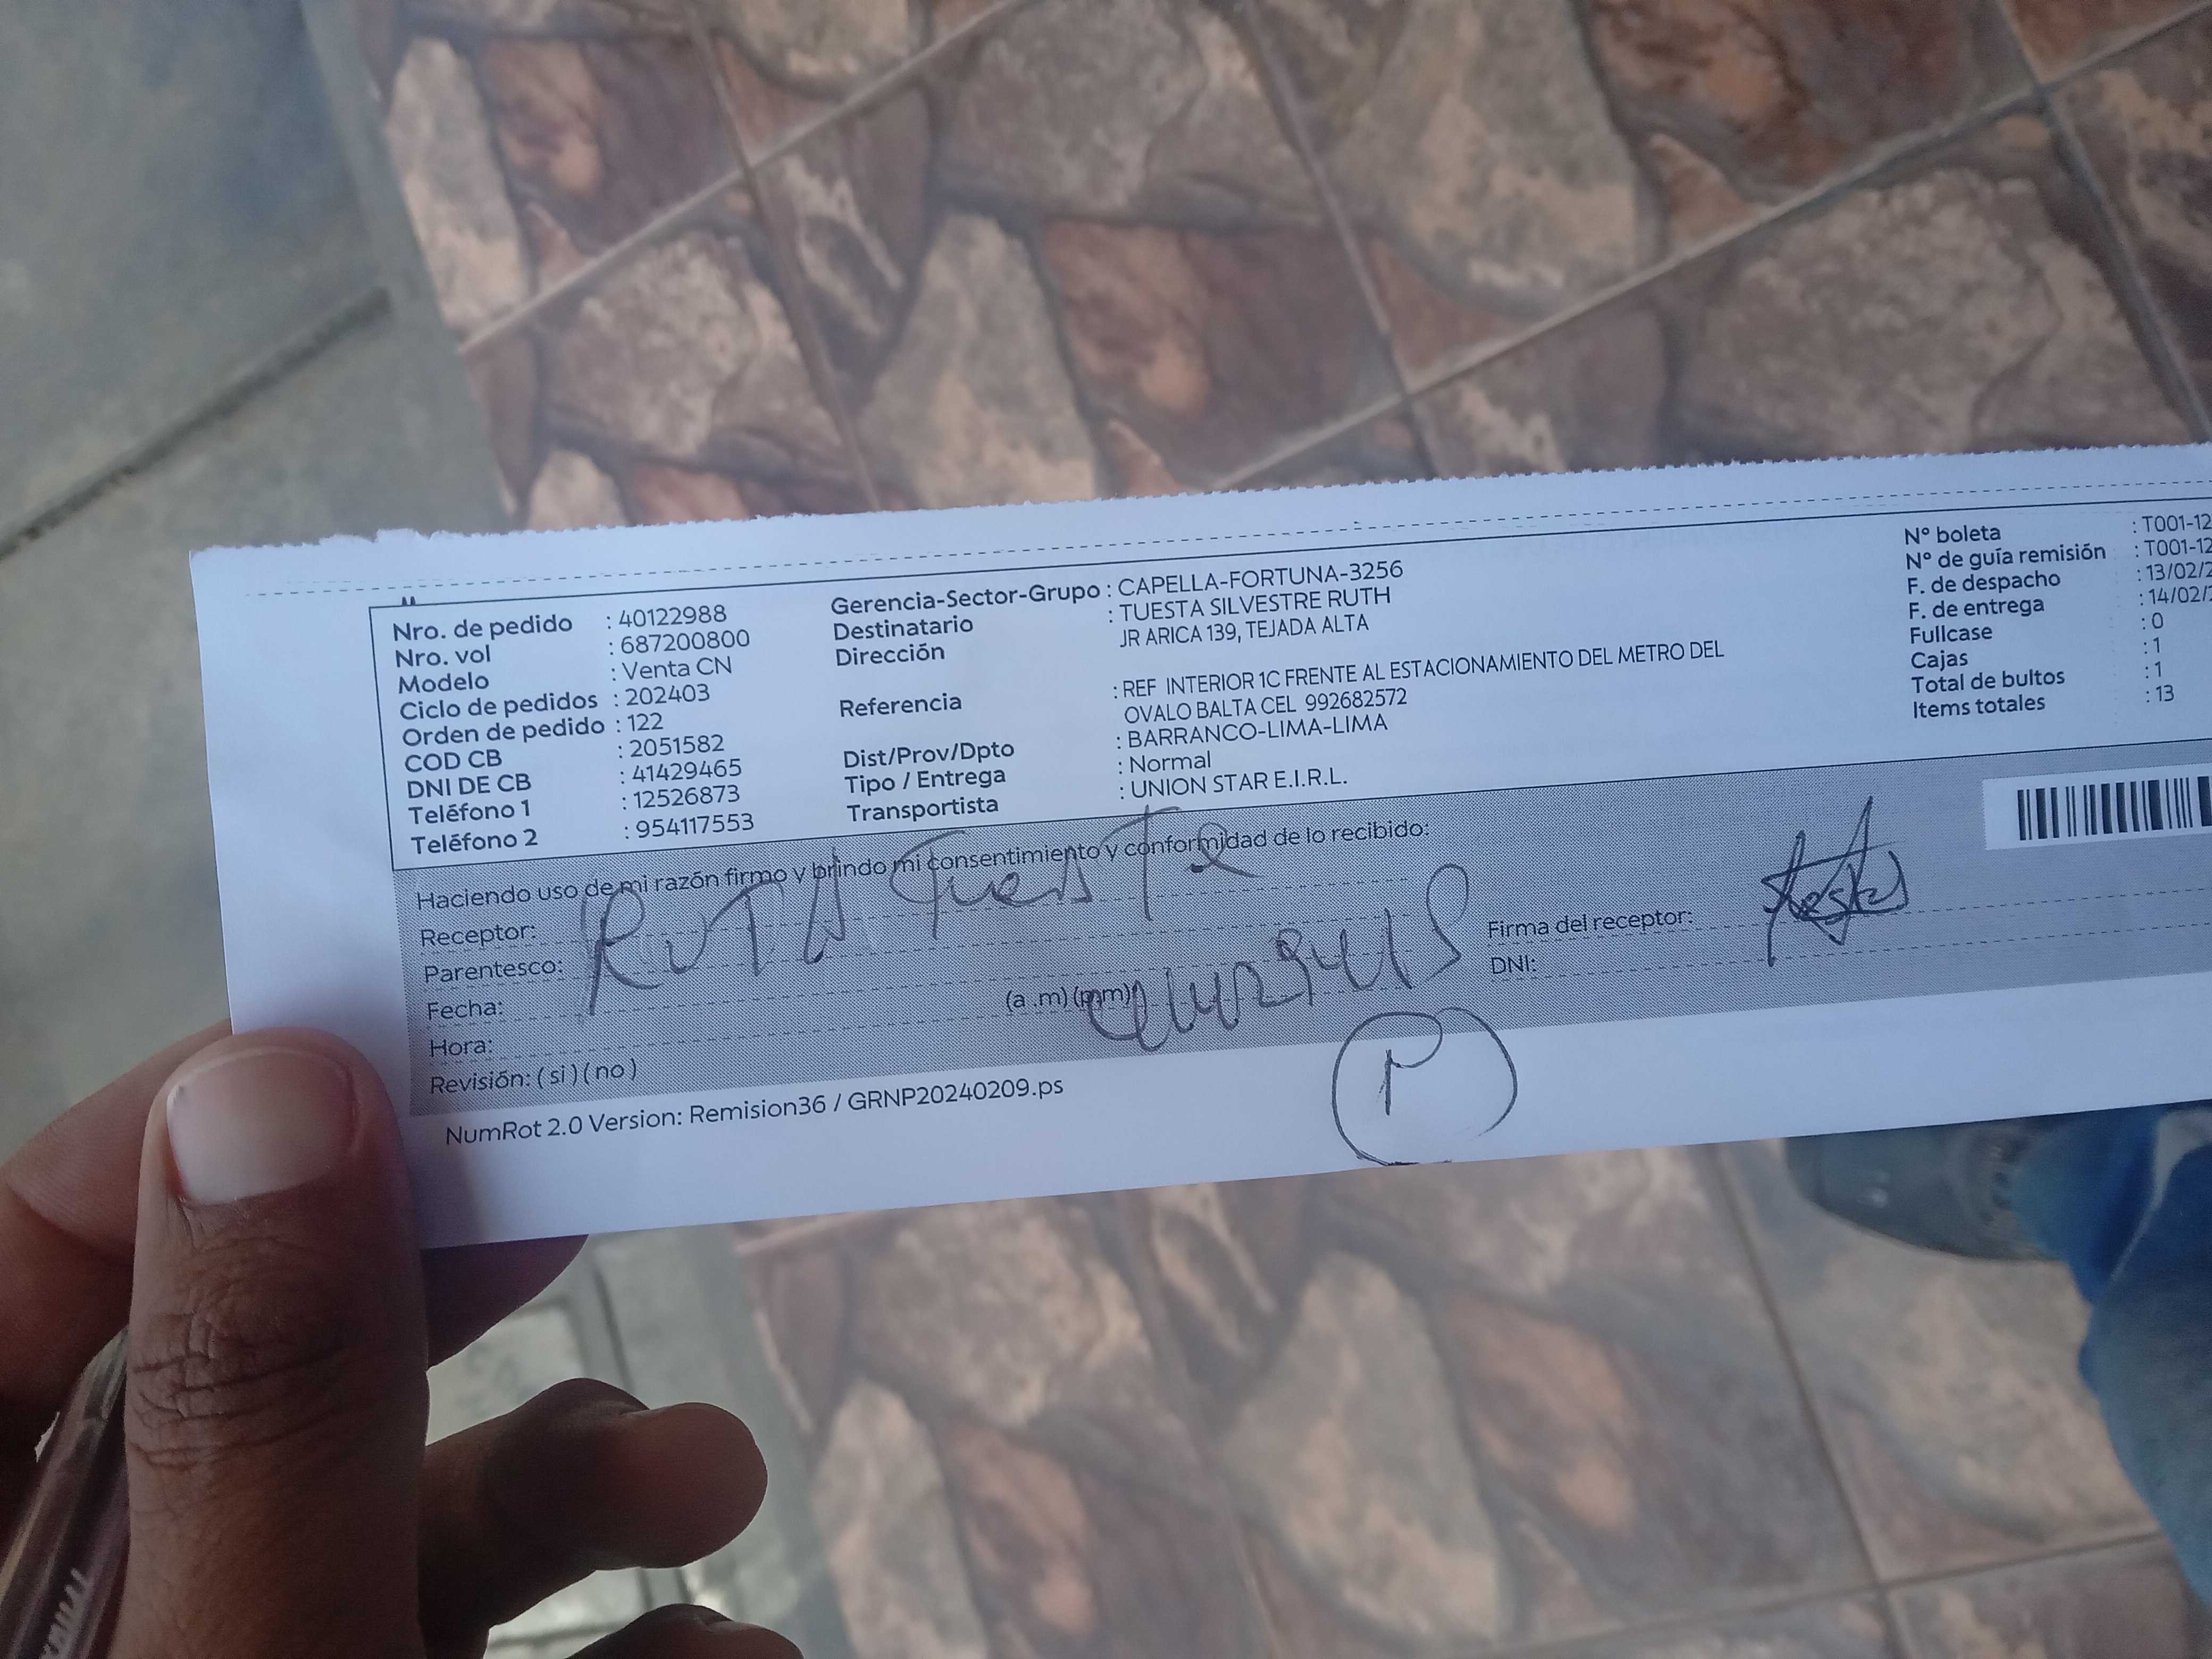 Nro. de pedido : 40122988
Nro. vol : 687200800
Modelo : Venta CN
Ciclo de pedidos : 202403
Orden de pedido : 122
COD CB : 2051582
DNI DE CB : 41429465
Teléfono 1 : 12526873
Teléfono 2 : 954117553
Gerencia-Sector-Grupo : CAPELLA-FORTUNA-3256
Destinatario : TUESTA SILVESTRE RUTH
Dirección JR ARICA 139, TEJADA ALTA
Referencia : REF INTERIOR 1C FRENTE AL ESTACIONAMIENTO DEL METRO DEL
OVALO BALTA CEL 992682572
Dist/Prov/Dpto : BARRANCO-LIMA-LIMA
Tipo / Entrega : Normal
Transportista : UNION STAR E.I.R.L.
Nº boleta : T001-12
Nº de guía remisión : T001-12
F. de despacho : 13/02/2
F. de entrega : 14/02/
Fullcase : 0
Cajas : 1
Total de bultos : 1
Items totales : 13
Haciendo uso de mi razón firmo y brindo mi consentimiento y conformidad de lo recibido:
Receptor: RUTH Tuesta
Parentesco:
Fecha:
Hora: (a .m) (p.m)
Revisión: ( si ) ( no )
Firma del receptor:
DNI: 41429465
P
NumRot 2.0 Version: Remision36 / GRNP20240209.ps